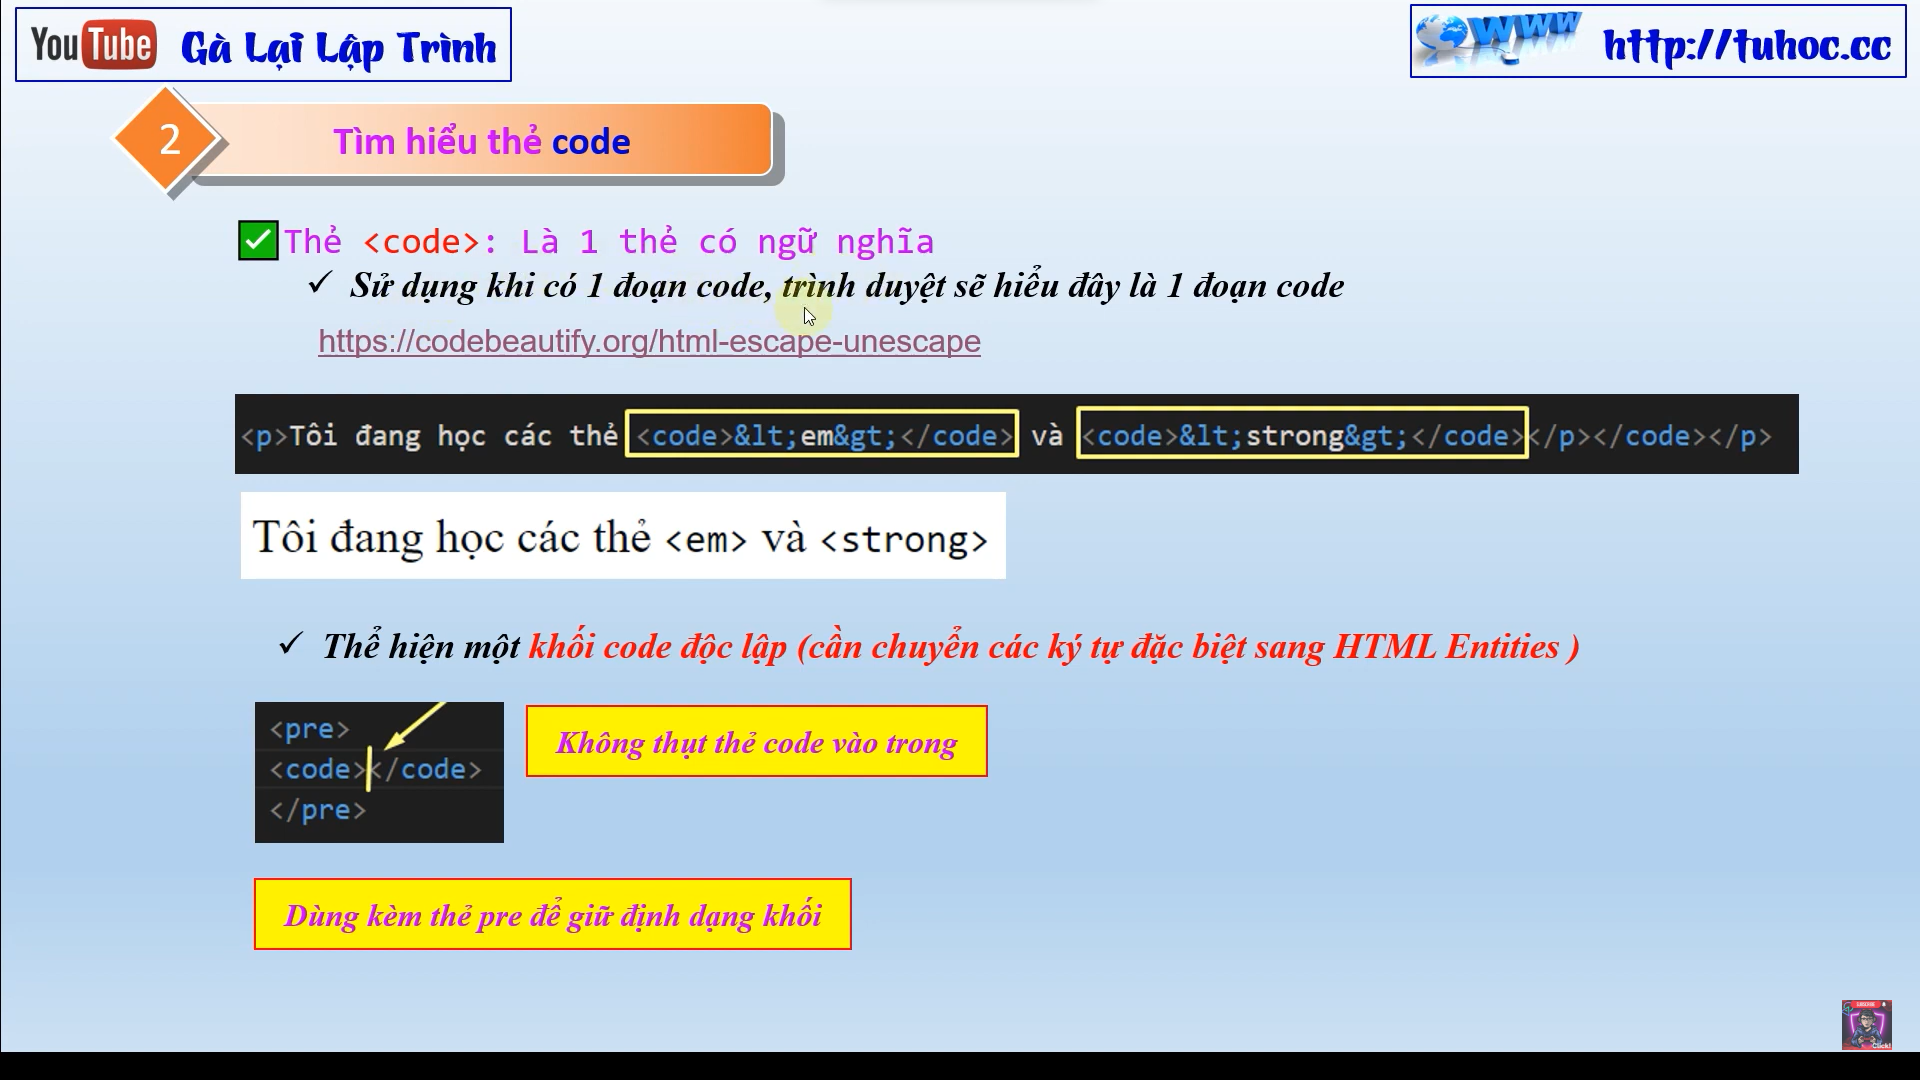 YouTube Gà Lại Lập Trình
WWW http://tuhoc.cc
2 Tìm hiểu thẻ code
Thẻ <code>: Là 1 thẻ có ngữ nghĩa
Sử dụng khi có 1 đoạn code, trình duyệt sẽ hiểu đây là 1 đoạn code
https://codebeautify.org/html-escape-unescape
<p>Tôi đang học các thẻ <code>&lt;em&gt;</code> và <code>&lt;strong&gt;</code></p></code></p>
Tôi đang học các thẻ <em> và <strong>
Thể hiện một khối code độc lập (cần chuyển các ký tự đặc biệt sang HTML Entities )
<pre>
<code></code>
</pre>
Không thụt thẻ code vào trong
Dùng kèm thẻ pre để giữ định dạng khối